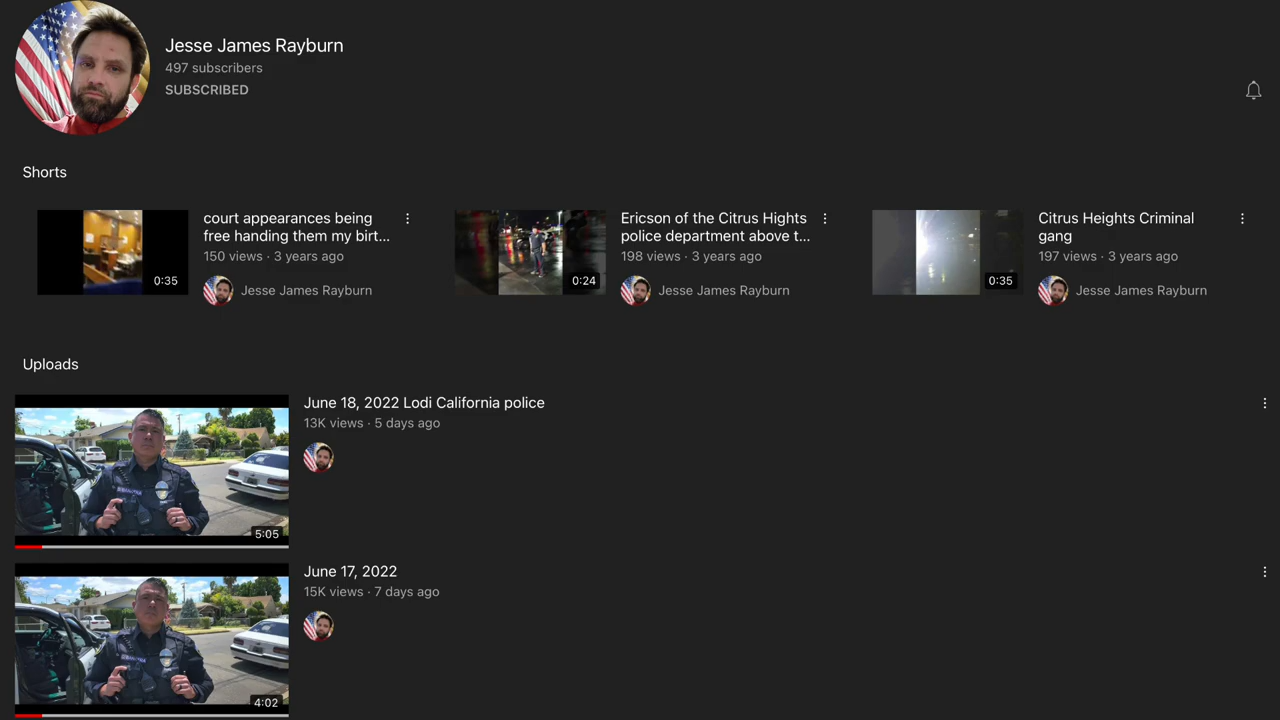 Jesse James Rayburn
497 subscribers
SUBSCRIBED
Shorts
court appearances being
free handing them my birt...
150 views · 3 years ago
Jesse James Rayburn
0:35
Ericson of the Citrus Hights
police department above t...
198 views · 3 years ago
Jesse James Rayburn
0:24
Citrus Heights Criminal
gang
197 views · 3 years ago
Jesse James Rayburn
0:35
Uploads
June 18, 2022 Lodi California police
13K views · 5 days ago
5:05
June 17, 2022
15K views · 7 days ago
4:02